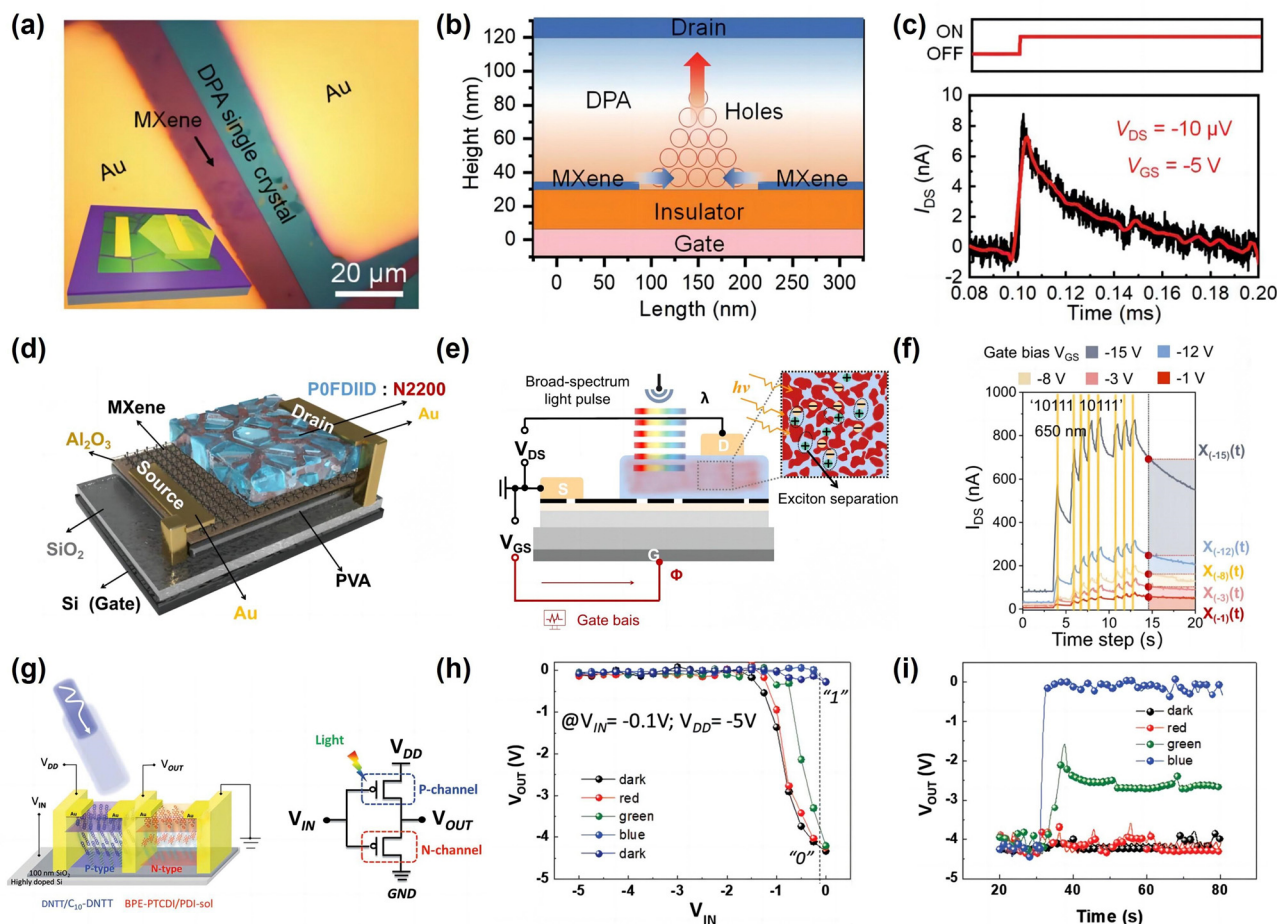 (a)
Au
DPA single crystal
MXene
Au
20 μm
(b)
Drain
120
100
80
60
40
20
0
Height (nm)
DPA
Holes
MXene
MXene
Insulator
Gate
0 50 100 150 200 250 300
Length (nm)
(c)
ON
OFF
10
8
6
4
2
0
-2
I_DS (nA)
V_DS = -10 μV
V_GS = -5 V
0.08 0.10 0.12 0.14 0.16 0.18 0.20
Time (ms)
(d)
P0FDIID : N2200
MXene
Drain
Au
Al2O3
Source
SiO2
PVA
Si (Gate)
Au
(e)
Broad-spectrum
light pulse
λ
hv
D
V_DS
S
Exciton separation
V_GS
G
Φ
Gate bais
(f)
Gate bias V_GS -15 V -12 V
-8 V -3 V -1 V
1000
800
600
400
200
0
I_DS (nA)
'10111 10111'
650 nm
X(-15)(t)
X(-12)(t)
X(-8)(t)
X(-3)(t)
X(-1)(t)
0 5 10 15 20
Time step (s)
(g)
V_DD
V_OUT
V_IN
Au Au Au Au
P-type
N-type
100 nm SiO2
Highly doped Si
DNTT/C10-DNTT
BPE-PTCDI/PDI-sol
Light
V_DD
P-channel
V_IN
V_OUT
N-channel
GND
(h)
0
-1
-2
-3
-4
-5
V_OUT (V)
"1"
@V_IN= -0.1V; V_DD= -5V
dark
red
green
blue
dark
"0"
-5 -4 -3 -2 -1 0
V_IN
(i)
0
-1
-2
-3
-4
-5
V_OUT (V)
dark
red
green
blue
20 40 60 80
Time (s)